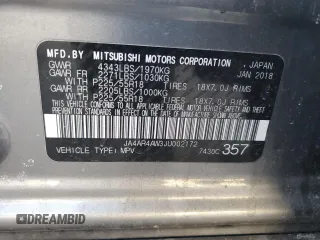 MFD.BY MITSUBISHI MOTORS CORPORATION, JAPAN
GVWR 4343LBS/1970KG JAN 2018
GAWR FR 2271LBS/1030KG
P225/55R18 TIRES 18X7.0J RIMS
GAWR RR 2205LBS/1000KG
P225/55R18 TIRES 18X7.0J RIMS
JA4AR4AW3JU002172
VEHICLE TYPE: MPV 7430C 357
DREAMBID